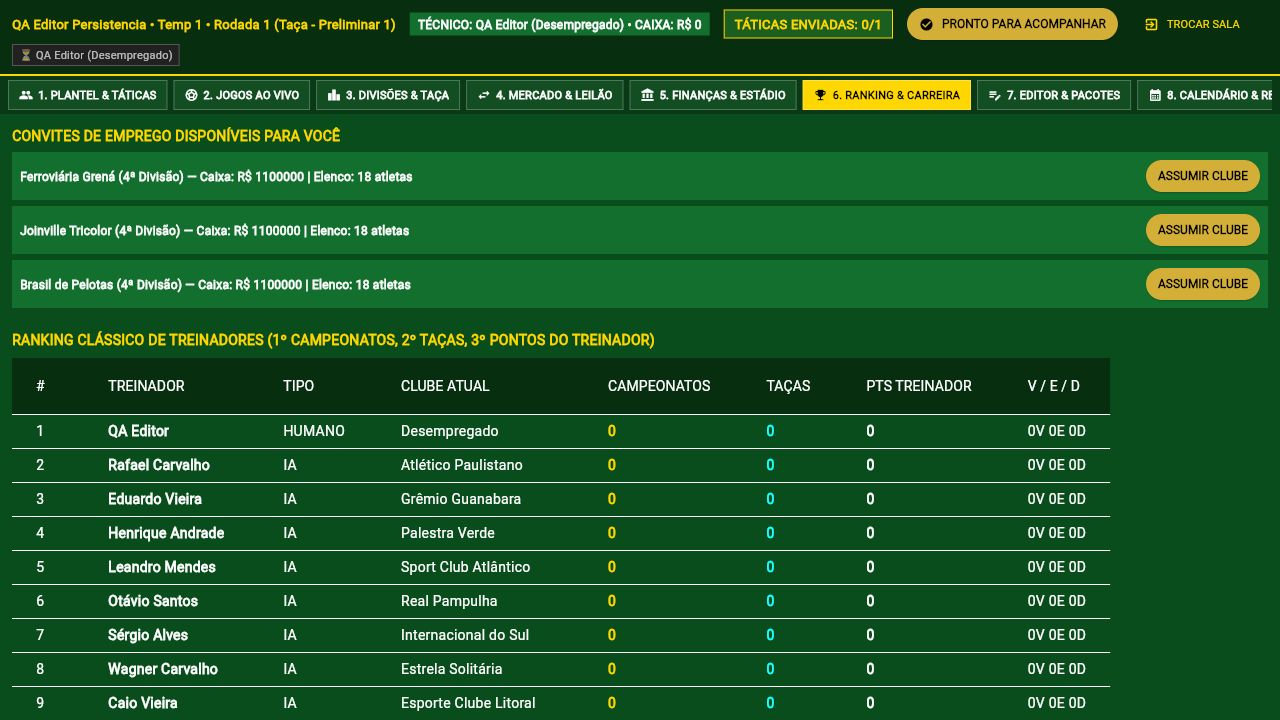 QA Editor Persistencia • Temp 1 • Rodada 1 (Taça - Preliminar 1) TÉCNICO: QA Editor (Desempregado) • CAIXA: R$ 0 TÁTICAS ENVIADAS: 0/1 PRONTO PARA ACOMPANHAR TROCAR SALA
⏳ QA Editor (Desempregado)
1. PLANTEL & TÁTICAS 2. JOGOS AO VIVO 3. DIVISÕES & TAÇA 4. MERCADO & LEILÃO 5. FINANÇAS & ESTÁDIO 6. RANKING & CARREIRA 7. EDITOR & PACOTES 8. CALENDÁRIO & RE
CONVITES DE EMPREGO DISPONÍVEIS PARA VOCÊ
Ferroviária Grená (4ª Divisão) — Caixa: R$ 1100000 | Elenco: 18 atletas ASSUMIR CLUBE
Joinville Tricolor (4ª Divisão) — Caixa: R$ 1100000 | Elenco: 18 atletas ASSUMIR CLUBE
Brasil de Pelotas (4ª Divisão) — Caixa: R$ 1100000 | Elenco: 18 atletas ASSUMIR CLUBE
RANKING CLÁSSICO DE TREINADORES (1º CAMPEONATOS, 2º TAÇAS, 3º PONTOS DO TREINADOR)
# TREINADOR TIPO CLUBE ATUAL CAMPEONATOS TAÇAS PTS TREINADOR V / E / D
1 QA Editor HUMANO Desempregado 0 0 0 0V 0E 0D
2 Rafael Carvalho IA Atlético Paulistano 0 0 0 0V 0E 0D
3 Eduardo Vieira IA Grêmio Guanabara 0 0 0 0V 0E 0D
4 Henrique Andrade IA Palestra Verde 0 0 0 0V 0E 0D
5 Leandro Mendes IA Sport Club Atlântico 0 0 0 0V 0E 0D
6 Otávio Santos IA Real Pampulha 0 0 0 0V 0E 0D
7 Sérgio Alves IA Internacional do Sul 0 0 0 0V 0E 0D
8 Wagner Carvalho IA Estrela Solitária 0 0 0 0V 0E 0D
9 Caio Vieira IA Esporte Clube Litoral 0 0 0 0V 0E 0D